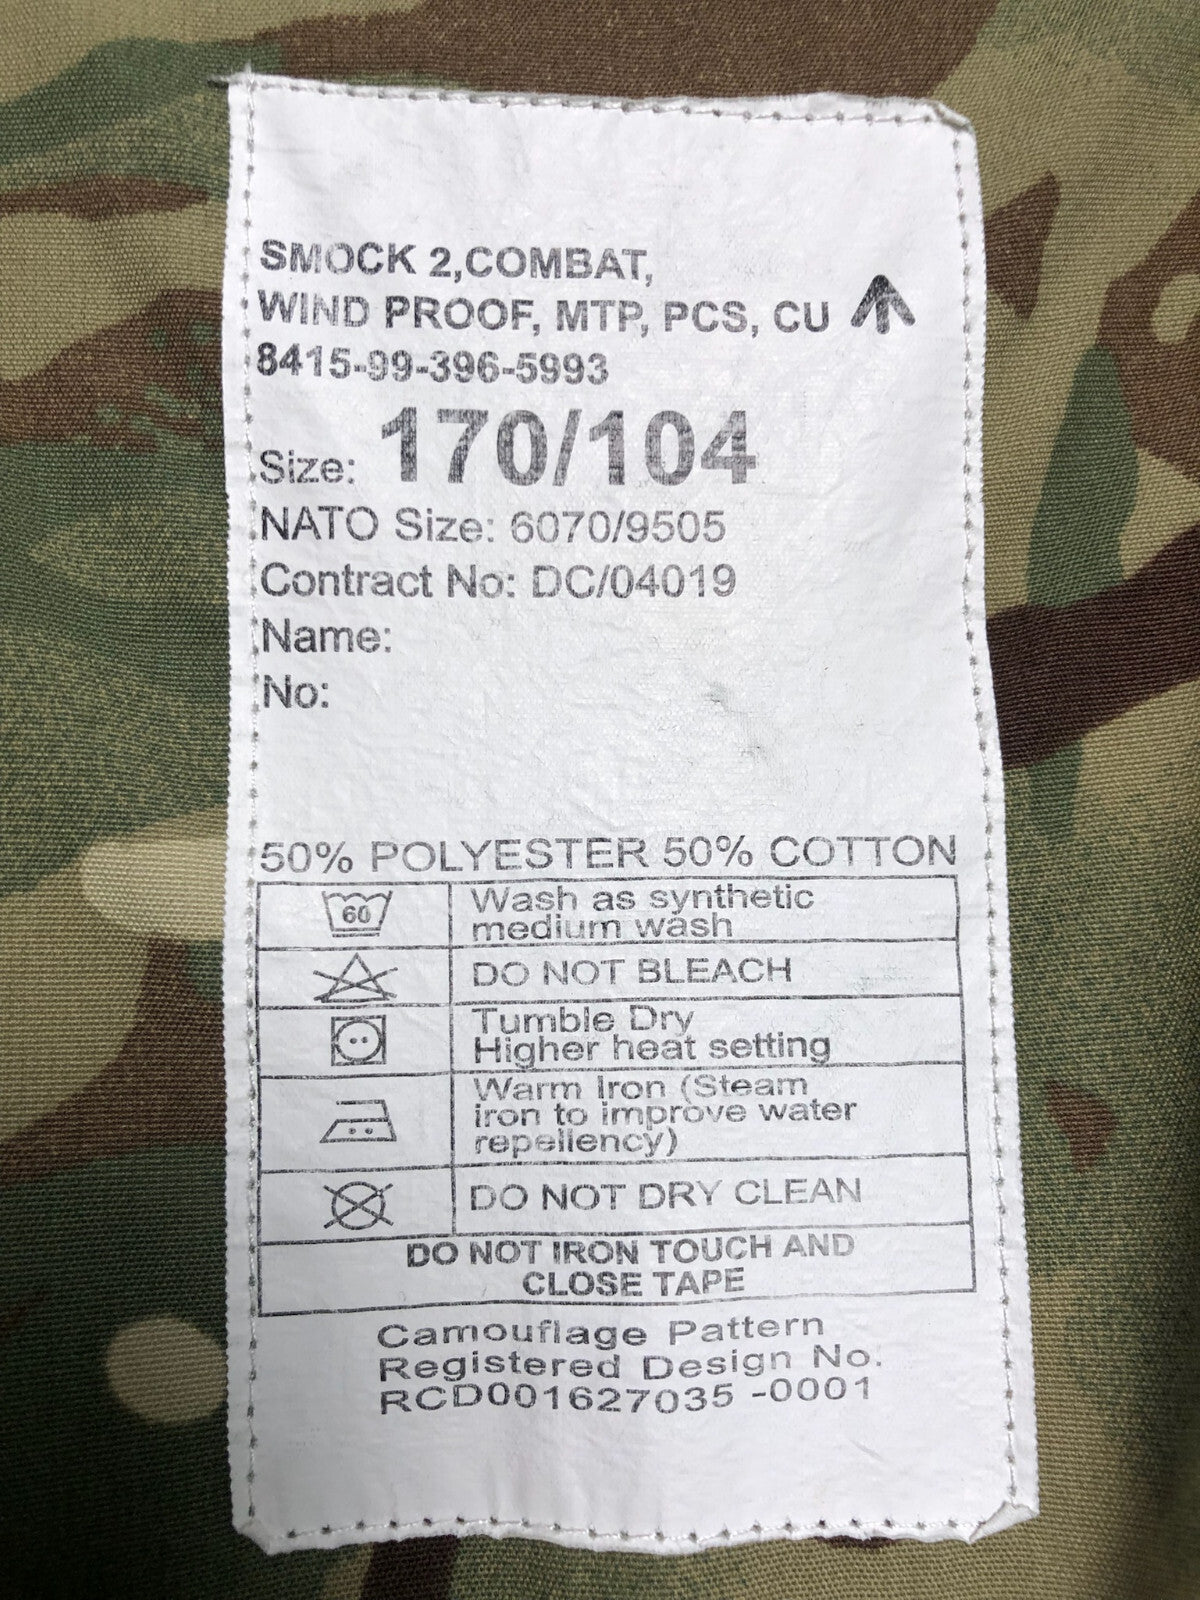 SMOCK 2,COMBAT,
WIND PROOF, MTP, PCS, CU
8415-99-396-5993
Size: 170/104
NATO Size: 6070/9505
Contract No: DC/04019
Name:
No:
50% POLYESTER 50% COTTON
60
Wash as synthetic
medium wash
DO NOT BLEACH
Tumble Dry
Higher heat setting
Warm Iron (Steam
iron to improve water
repellency)
DO NOT DRY CLEAN
DO NOT IRON TOUCH AND
CLOSE TAPE
Camouflage Pattern
Registered Design No.
RCD001627035 -0001